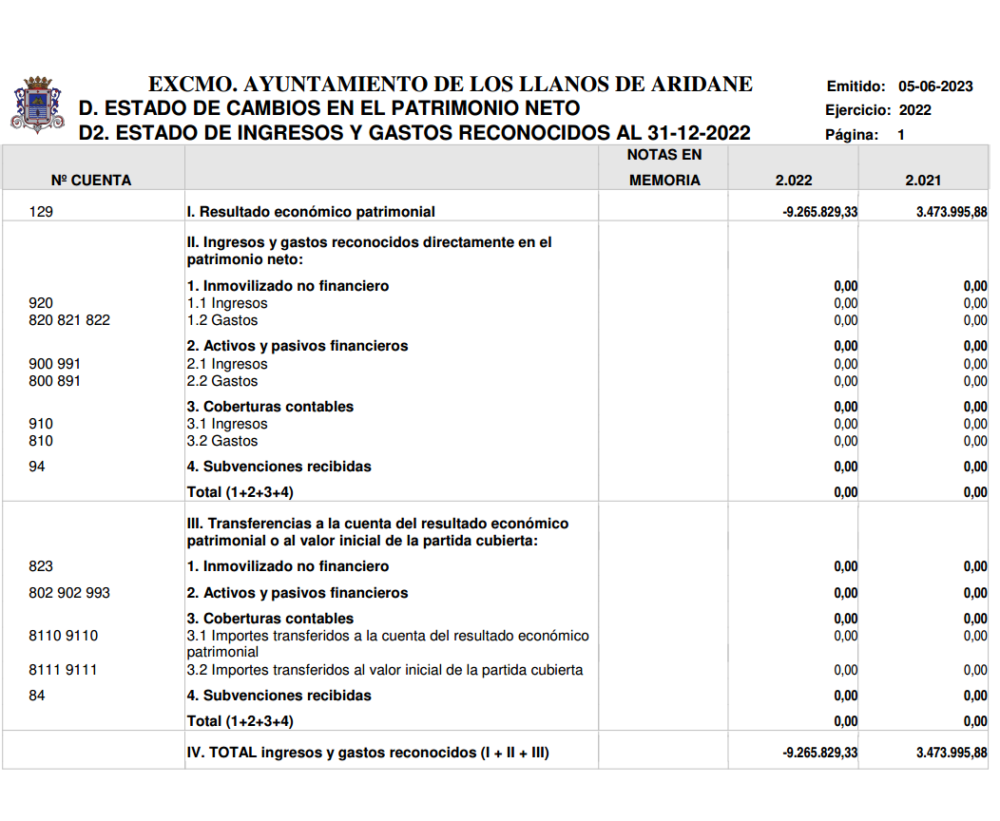 EXCMO. AYUNTAMIENTO DE LOS LLANOS DE ARIDANE
Emitido: 05-06-2023
D. ESTADO DE CAMBIOS EN EL PATRIMONIO NETO
Ejercicio: 2022
D2. ESTADO DE INGRESOS Y GASTOS RECONOCIDOS AL 31-12-2022
Página: 1
NOTAS EN
Nº CUENTA MEMORIA 2.022 2.021
129 I. Resultado económico patrimonial -9.265.829,33 3.473.995,88
II. Ingresos y gastos reconocidos directamente en el
patrimonio neto:
1. Inmovilizado no financiero 0,00 0,00
920 1.1 Ingresos 0,00 0,00
820 821 822 1.2 Gastos 0,00 0,00
2. Activos y pasivos financieros 0,00 0,00
900 991 2.1 Ingresos 0,00 0,00
800 891 2.2 Gastos 0,00 0,00
3. Coberturas contables 0,00 0,00
910 3.1 Ingresos 0,00 0,00
810 3.2 Gastos 0,00 0,00
94 4. Subvenciones recibidas 0,00 0,00
Total (1+2+3+4) 0,00 0,00
III. Transferencias a la cuenta del resultado económico
patrimonial o al valor inicial de la partida cubierta:
823 1. Inmovilizado no financiero 0,00 0,00
802 902 993 2. Activos y pasivos financieros 0,00 0,00
3. Coberturas contables 0,00 0,00
8110 9110 3.1 Importes transferidos a la cuenta del resultado económico 0,00 0,00
patrimonial
8111 9111 3.2 Importes transferidos al valor inicial de la partida cubierta 0,00 0,00
84 4. Subvenciones recibidas 0,00 0,00
Total (1+2+3+4) 0,00 0,00
IV. TOTAL ingresos y gastos reconocidos (I + II + III) -9.265.829,33 3.473.995,88